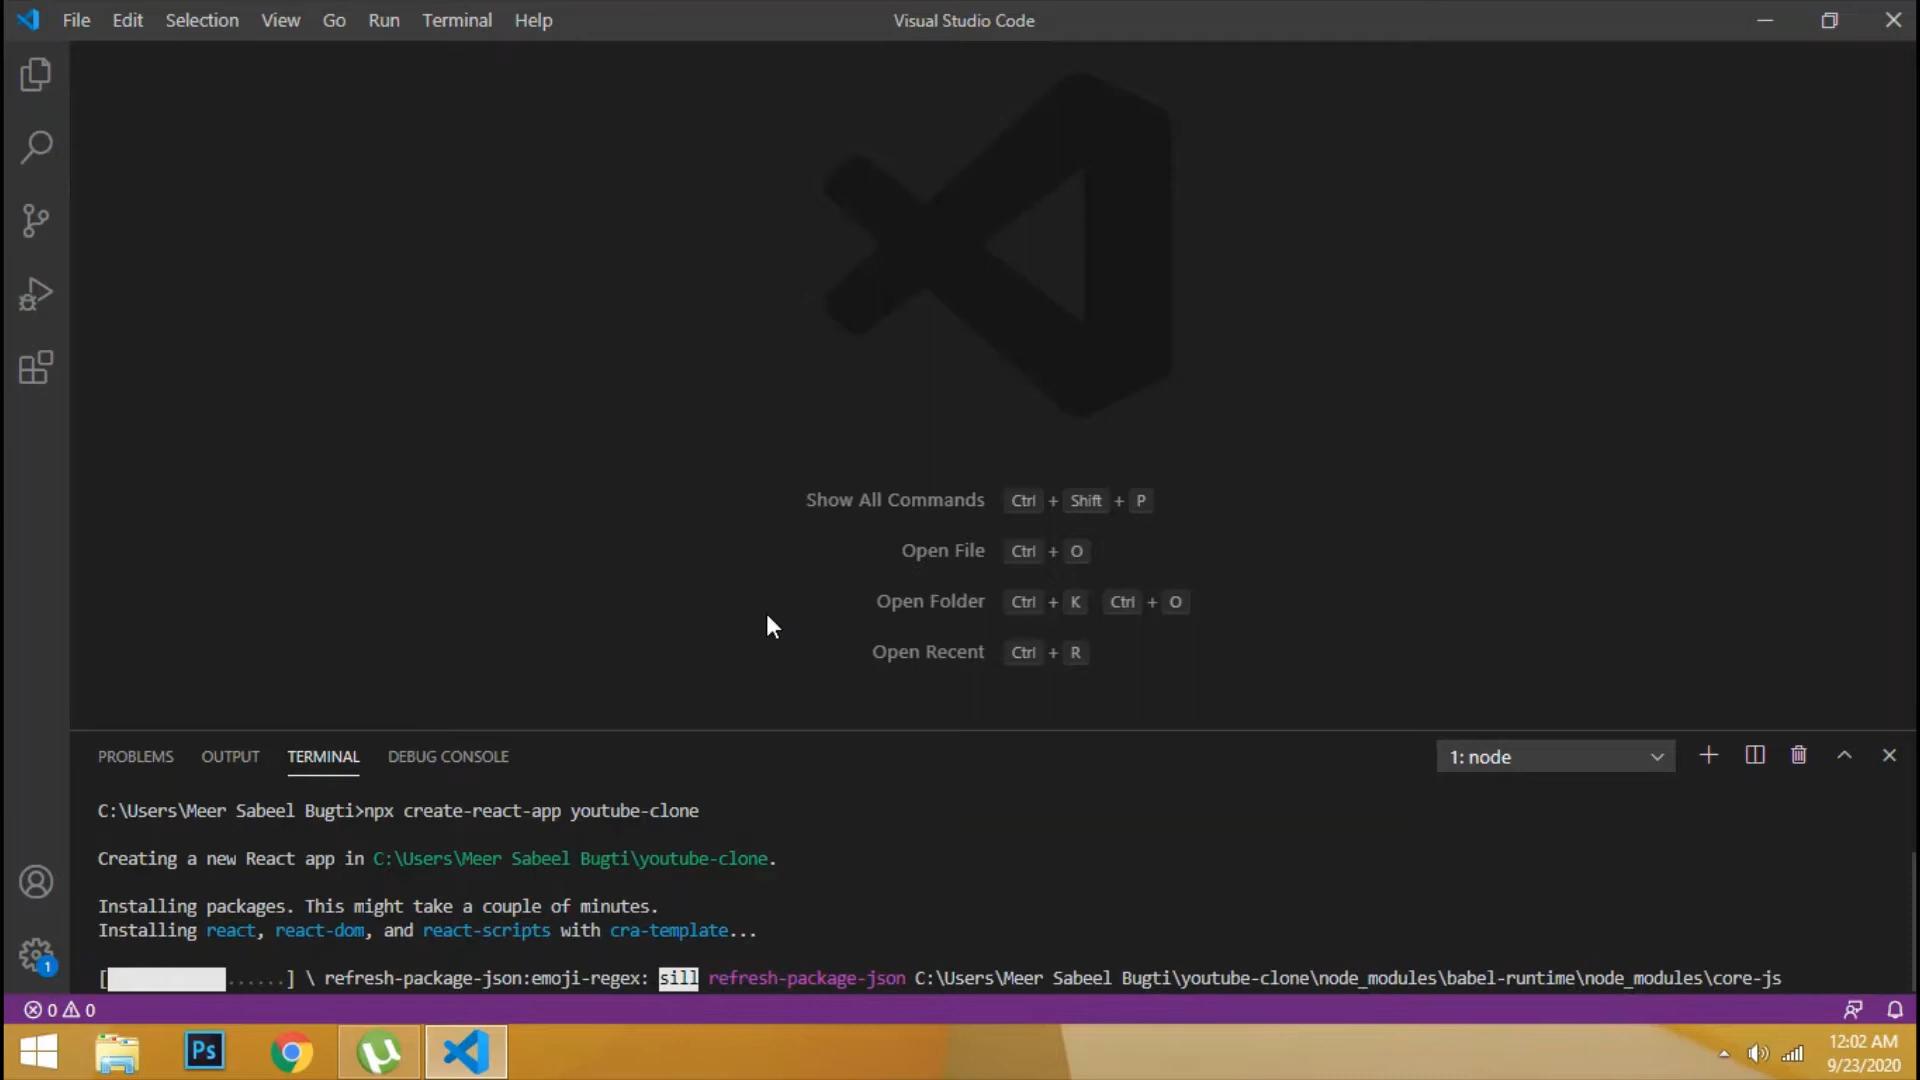 File Edit Selection View Go Run Terminal Help
Visual Studio Code
Show All Commands Ctrl + Shift + P
Open File Ctrl + O
Open Folder Ctrl + K Ctrl + O
Open Recent Ctrl + R
PROBLEMS OUTPUT TERMINAL DEBUG CONSOLE
1: node
C:\Users\Meer Sabeel Bugti>npx create-react-app youtube-clone
Creating a new React app in C:\Users\Meer Sabeel Bugti\youtube-clone.
Installing packages. This might take a couple of minutes.
Installing react, react-dom, and react-scripts with cra-template...
[ ......] \ refresh-package-json:emoji-regex: sill refresh-package-json C:\Users\Meer Sabeel Bugti\youtube-clone\node_modules\babel-runtime\node_modules\core-js
1
0 0
Ps
12:02 AM
9/23/2020